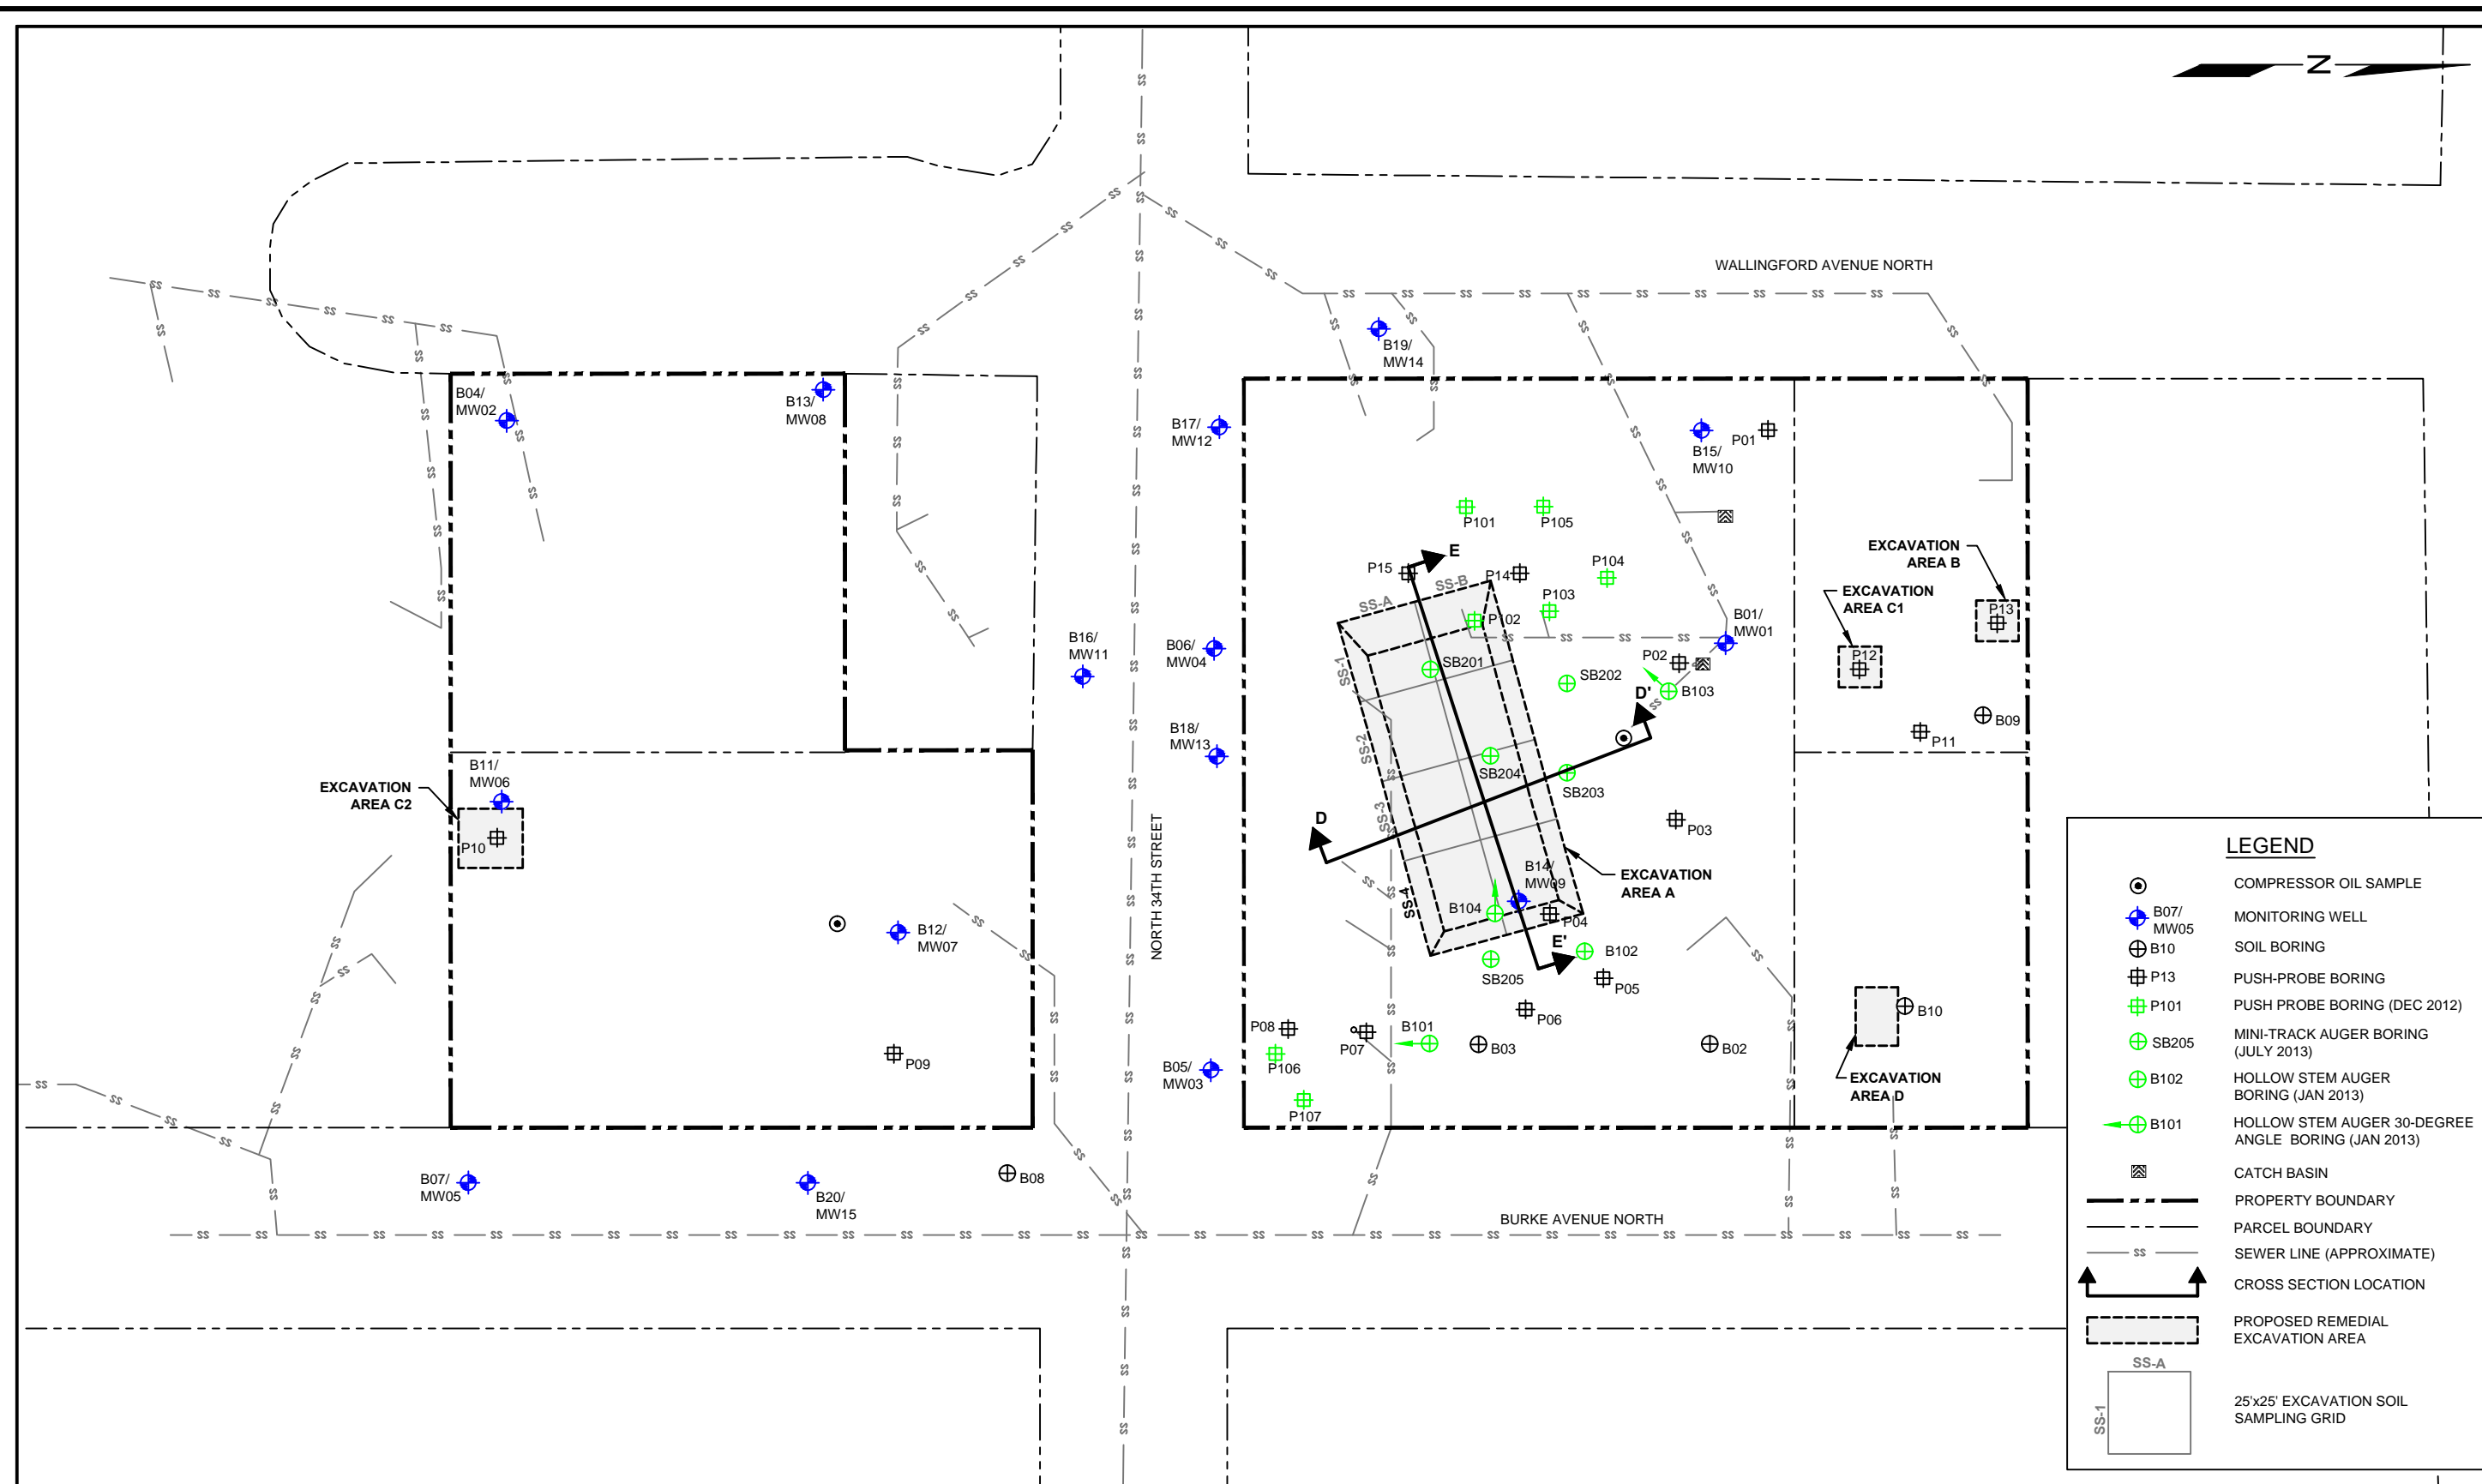 N
WALLINGFORD AVENUE NORTH
B19/
MW14
B04/
MW02
B13/
MW08
B17/
MW12
B15/
MW10
P01
P101
P105
EXCAVATION
AREA B
E
P15
P14
P104
SS-B
SS-A
EXCAVATION
AREA C1
P103
P13
P102
B01/
MW01
B16/
MW11
B06/
MW04
P02
P12
SB201
SS-1
SB202
B103
D'
B09
B18/
MW13
P11
SS-2
B11/
MW06
SB204
SB203
EXCAVATION
AREA C2
D
SS-3
P03
P10
NORTH 34TH STREET
B14/
MW09
EXCAVATION
AREA A
SS-4
B104
P04
B12/
MW07
E'
B102
SB205
P05
P06
B10
P08
P07
B101
B03
B02
P09
P106
B05/
MW03
EXCAVATION
AREA D
P107
B07/
MW05
B20/
MW15
B08
BURKE AVENUE NORTH
LEGEND
COMPRESSOR OIL SAMPLE
B07/
MW05
MONITORING WELL
B10 SOIL BORING
P13 PUSH-PROBE BORING
P101 PUSH PROBE BORING (DEC 2012)
SB205 MINI-TRACK AUGER BORING
(JULY 2013)
B102 HOLLOW STEM AUGER
BORING (JAN 2013)
B101 HOLLOW STEM AUGER 30-DEGREE
ANGLE BORING (JAN 2013)
CATCH BASIN
PROPERTY BOUNDARY
PARCEL BOUNDARY
SS SEWER LINE (APPROXIMATE)
CROSS SECTION LOCATION
PROPOSED REMEDIAL
EXCAVATION AREA
SS-A
SS-1
25'x25' EXCAVATION SOIL
SAMPLING GRID